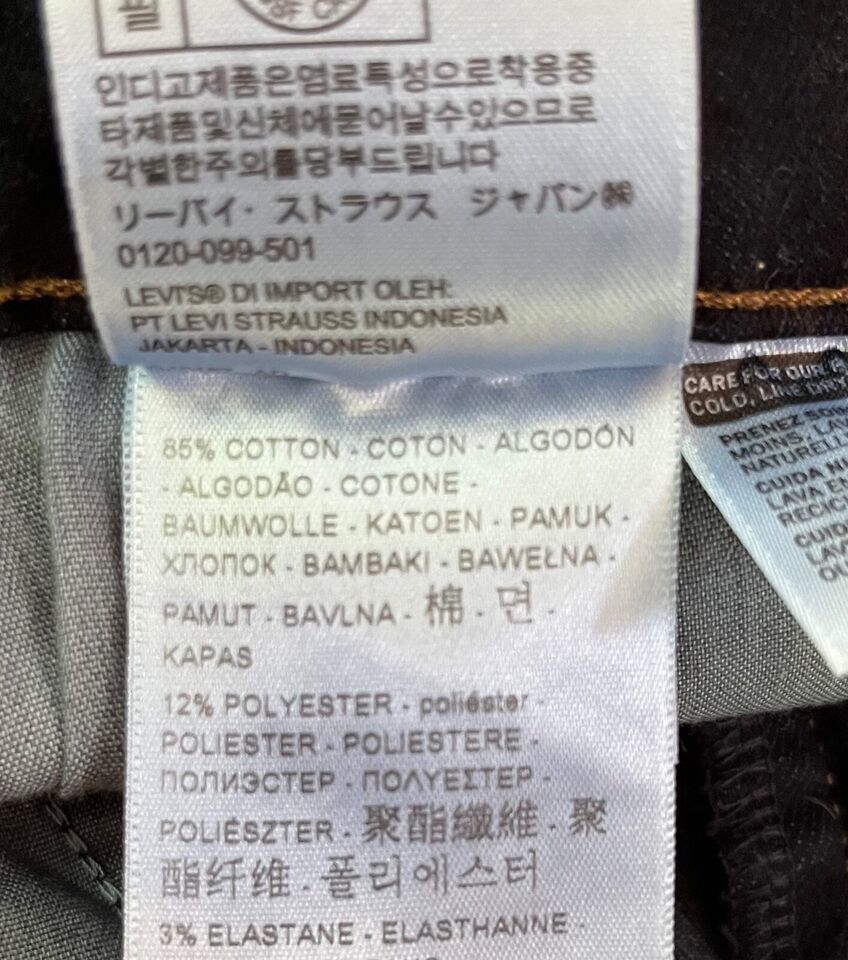 인디고제품은염료특성으로착용중
타제품및신체에묻어날수있으므로
각별한주의를당부드립니다
リーバイ・ストラウス ジャパン㈱
0120-099-501
LEVI'S® DI IMPORT OLEH:
PT LEVI STRAUSS INDONESIA
JAKARTA - INDONESIA
85% COTTON - COTON - ALGODÓN
- ALGODÃO - COTONE -
BAUMWOLLE - KATOEN - PAMUK -
ХЛОПОК - BAMBAKI - BAWEŁNA -
PAMUT - BAVLNA - 棉 - 면 -
KAPAS
12% POLYESTER - poliéster -
POLIESTER - POLIESTERE -
ПОЛИЭСТЕР - ΠΟΛΥΕΣΤΕΡ -
POLIÉSZTER - 聚酯纖維 - 聚
酯纤维 - 폴리에스터
3% ELASTANE - ELASTHANNE -
CARE FOR OUR
COLD, LINE DRY
PRENEZ SOIN
MOINS, LAV
NATURELL
CUIDA NU
LAVA EN
RECIC
CUID
LAV
OU